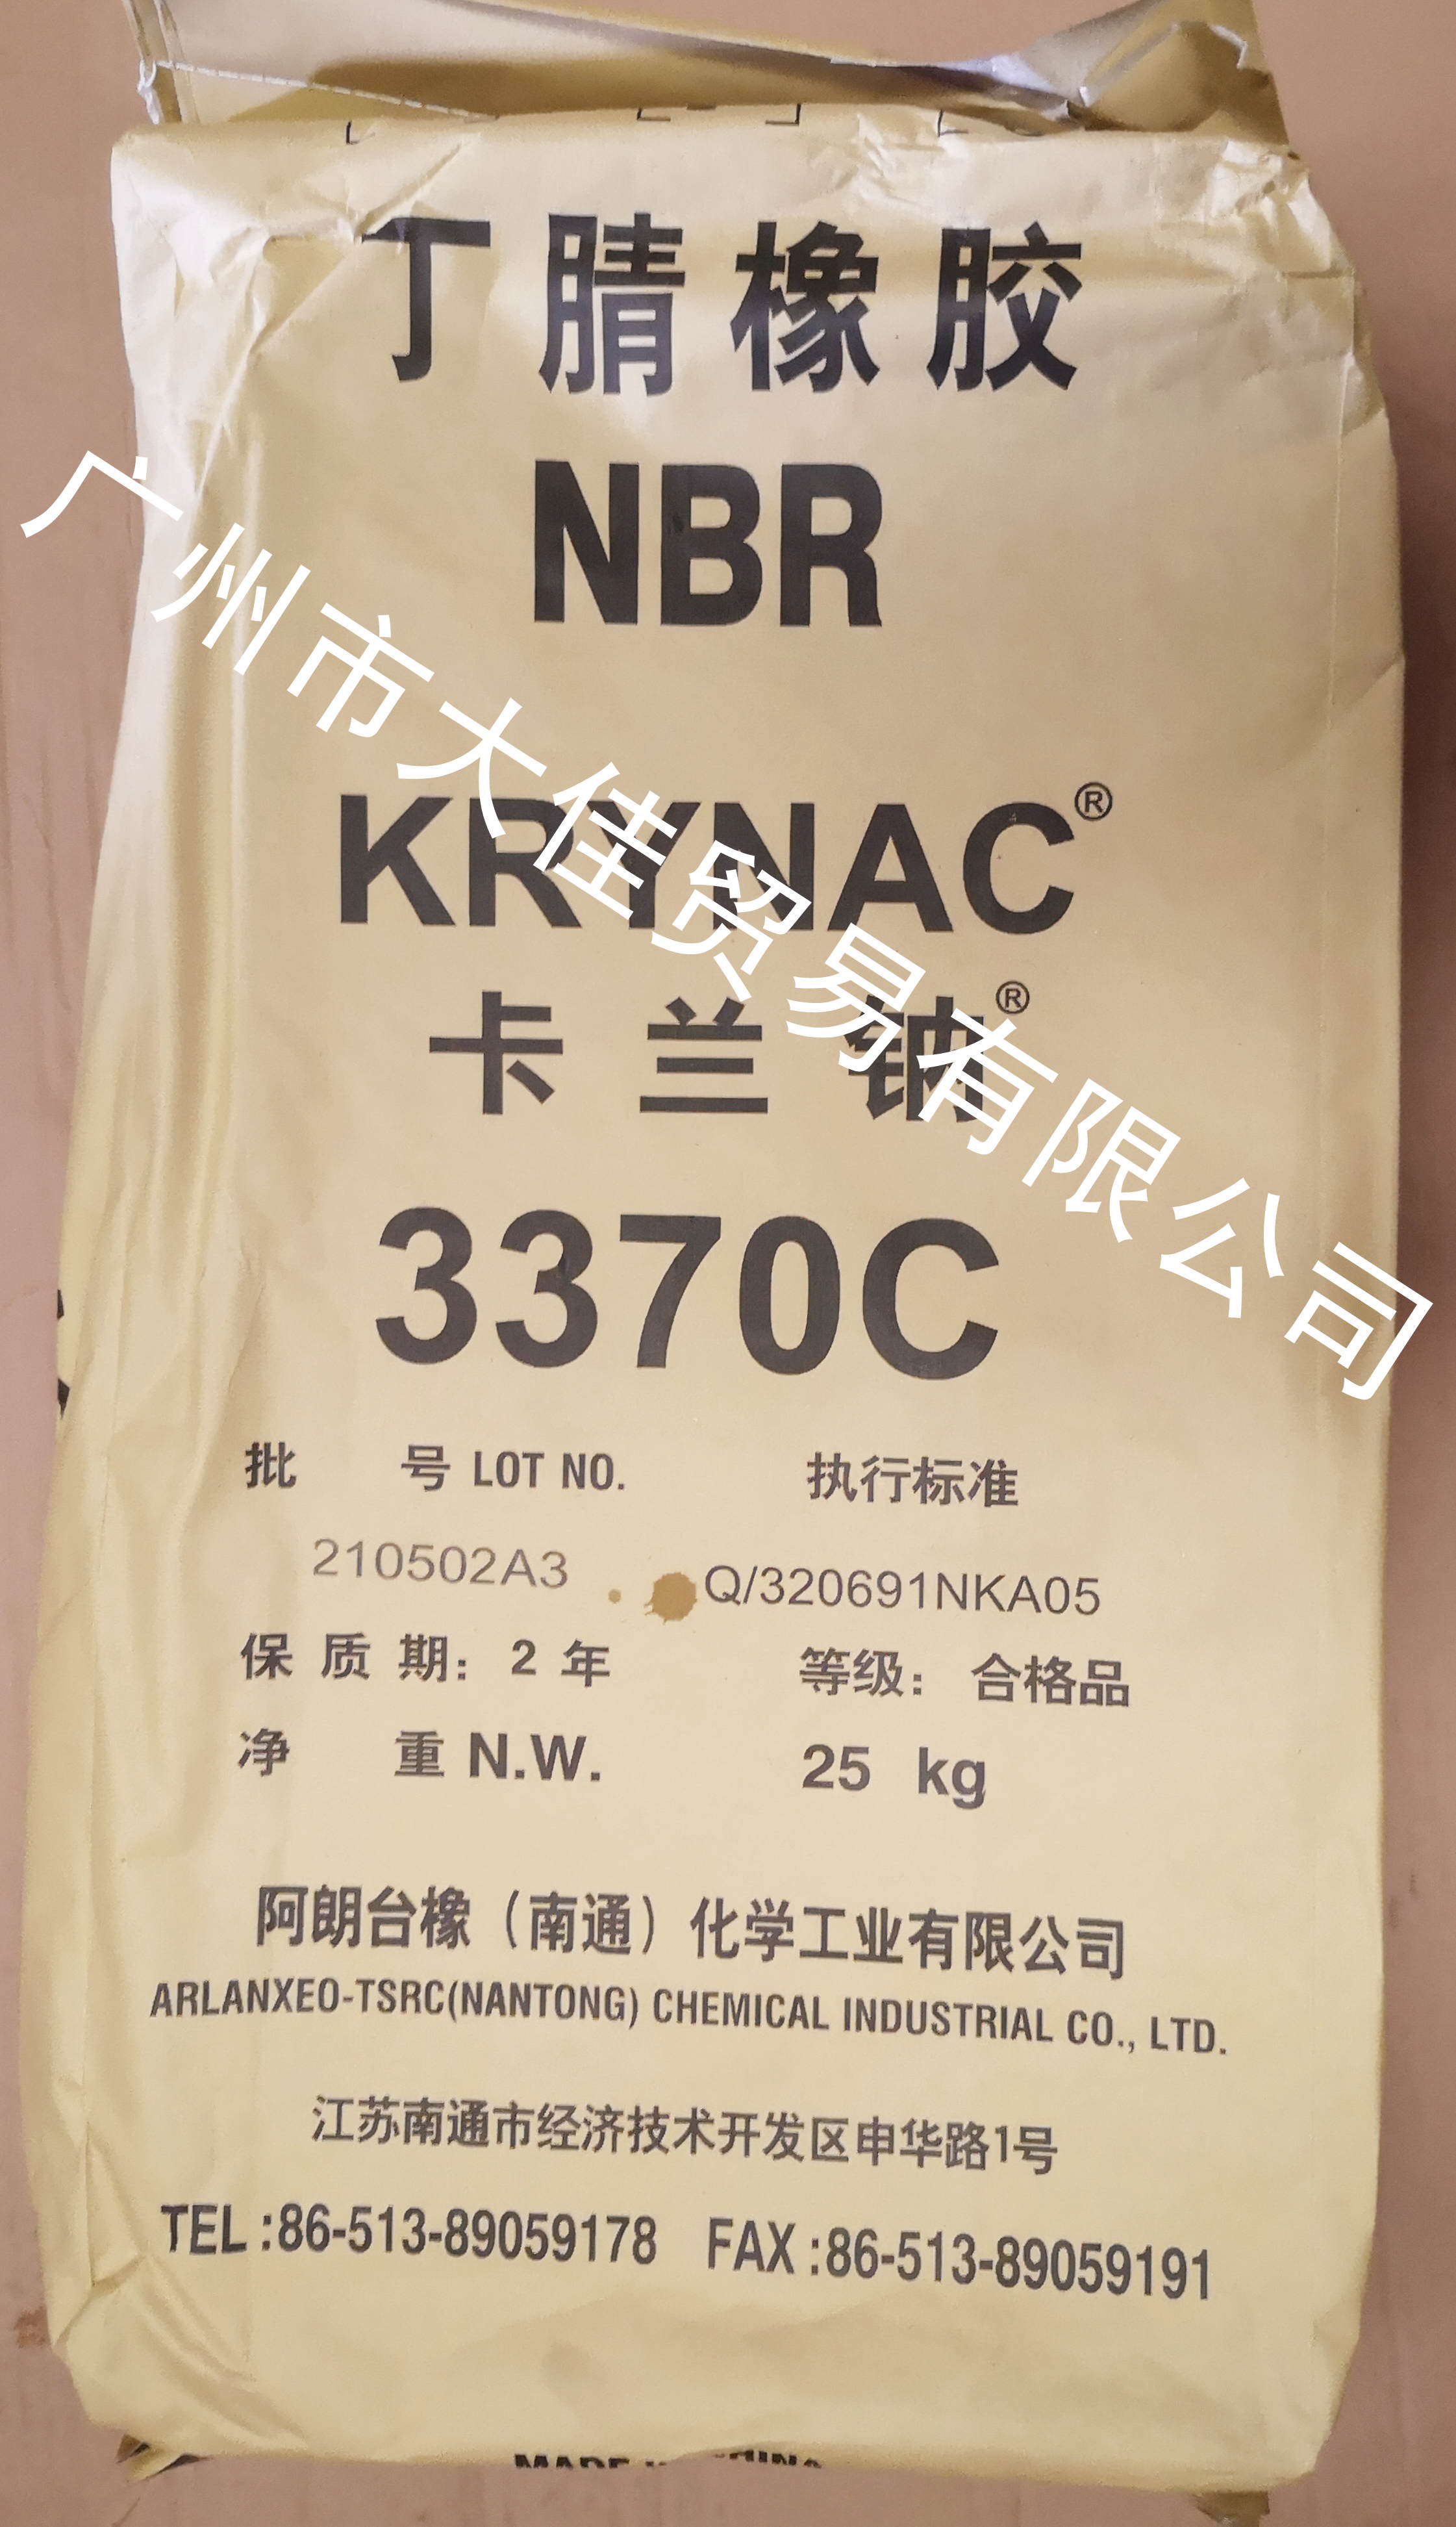 丁腈橡胶
NBR
KRYNAC®
卡兰钠®
3370C
批 号 LOT NO. 执行标准
210502A3 Q/320691NKA05
保质期：2年 等级：合格品
净 重 N.W. 25 kg
阿朗台橡（南通）化学工业有限公司
ARLANXEO-TSRC(NANTONG) CHEMICAL INDUSTRIAL CO., LTD.
江苏南通市经济技术开发区申华路1号
TEL:86-513-89059178 FAX:86-513-89059191
MADE IN CHINA
广州市大佳贸易有限公司